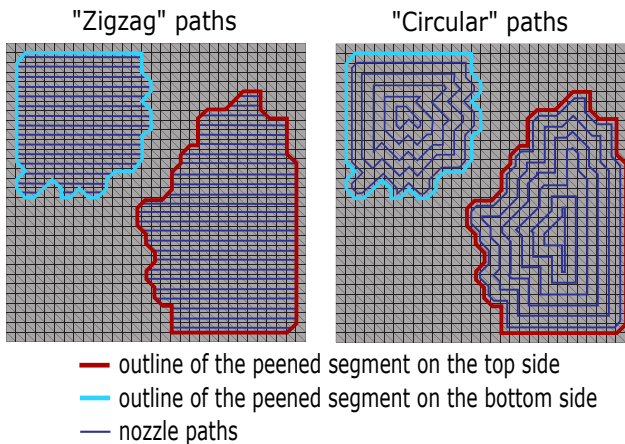 "Zigzag" paths
"Circular" paths
outline of the peened segment on the top side
outline of the peened segment on the bottom side
nozzle paths